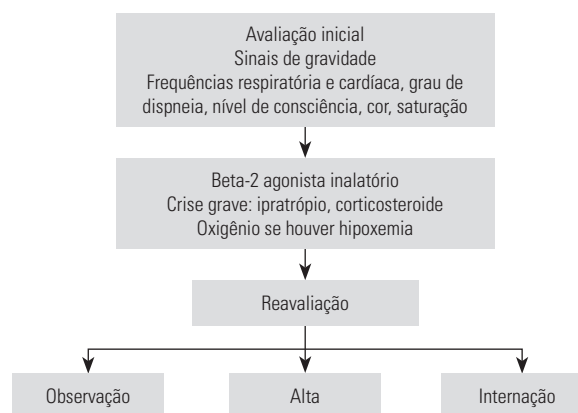 Avaliação inicial
Sinais de gravidade
Frequências respiratória e cardíaca, grau de
dispneia, nível de consciência, cor, saturação
Beta-2 agonista inalatório
Crise grave: ipratrópio, corticosteroide
Oxigênio se houver hipoxemia
Reavaliação
Observação
Alta
Internação